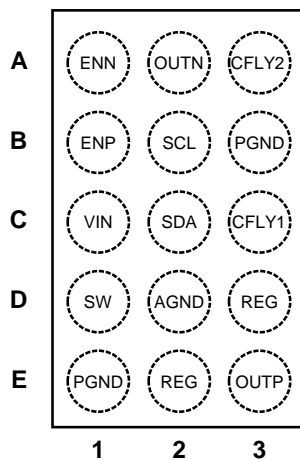 A ENN OUTN CFLY2
B ENP SCL PGND
C VIN SDA CFLY1
D SW AGND REG
E PGND REG OUTP
1 2 3